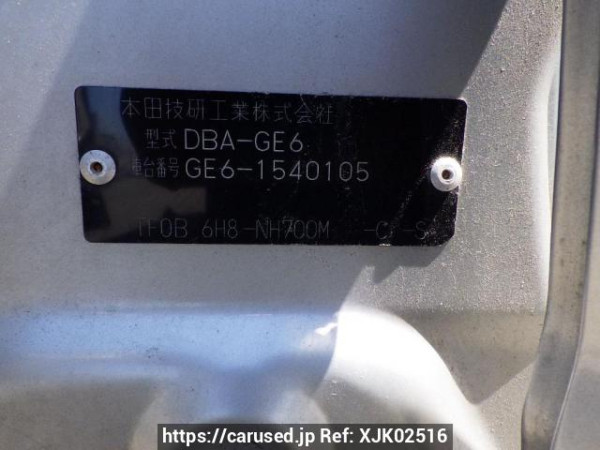 本田技研工業株式会社
型式 DBA-GE6
車台番号 GE6-1540105
6H8-NH700M -C -S
https://carused.jp Ref: XJK02516